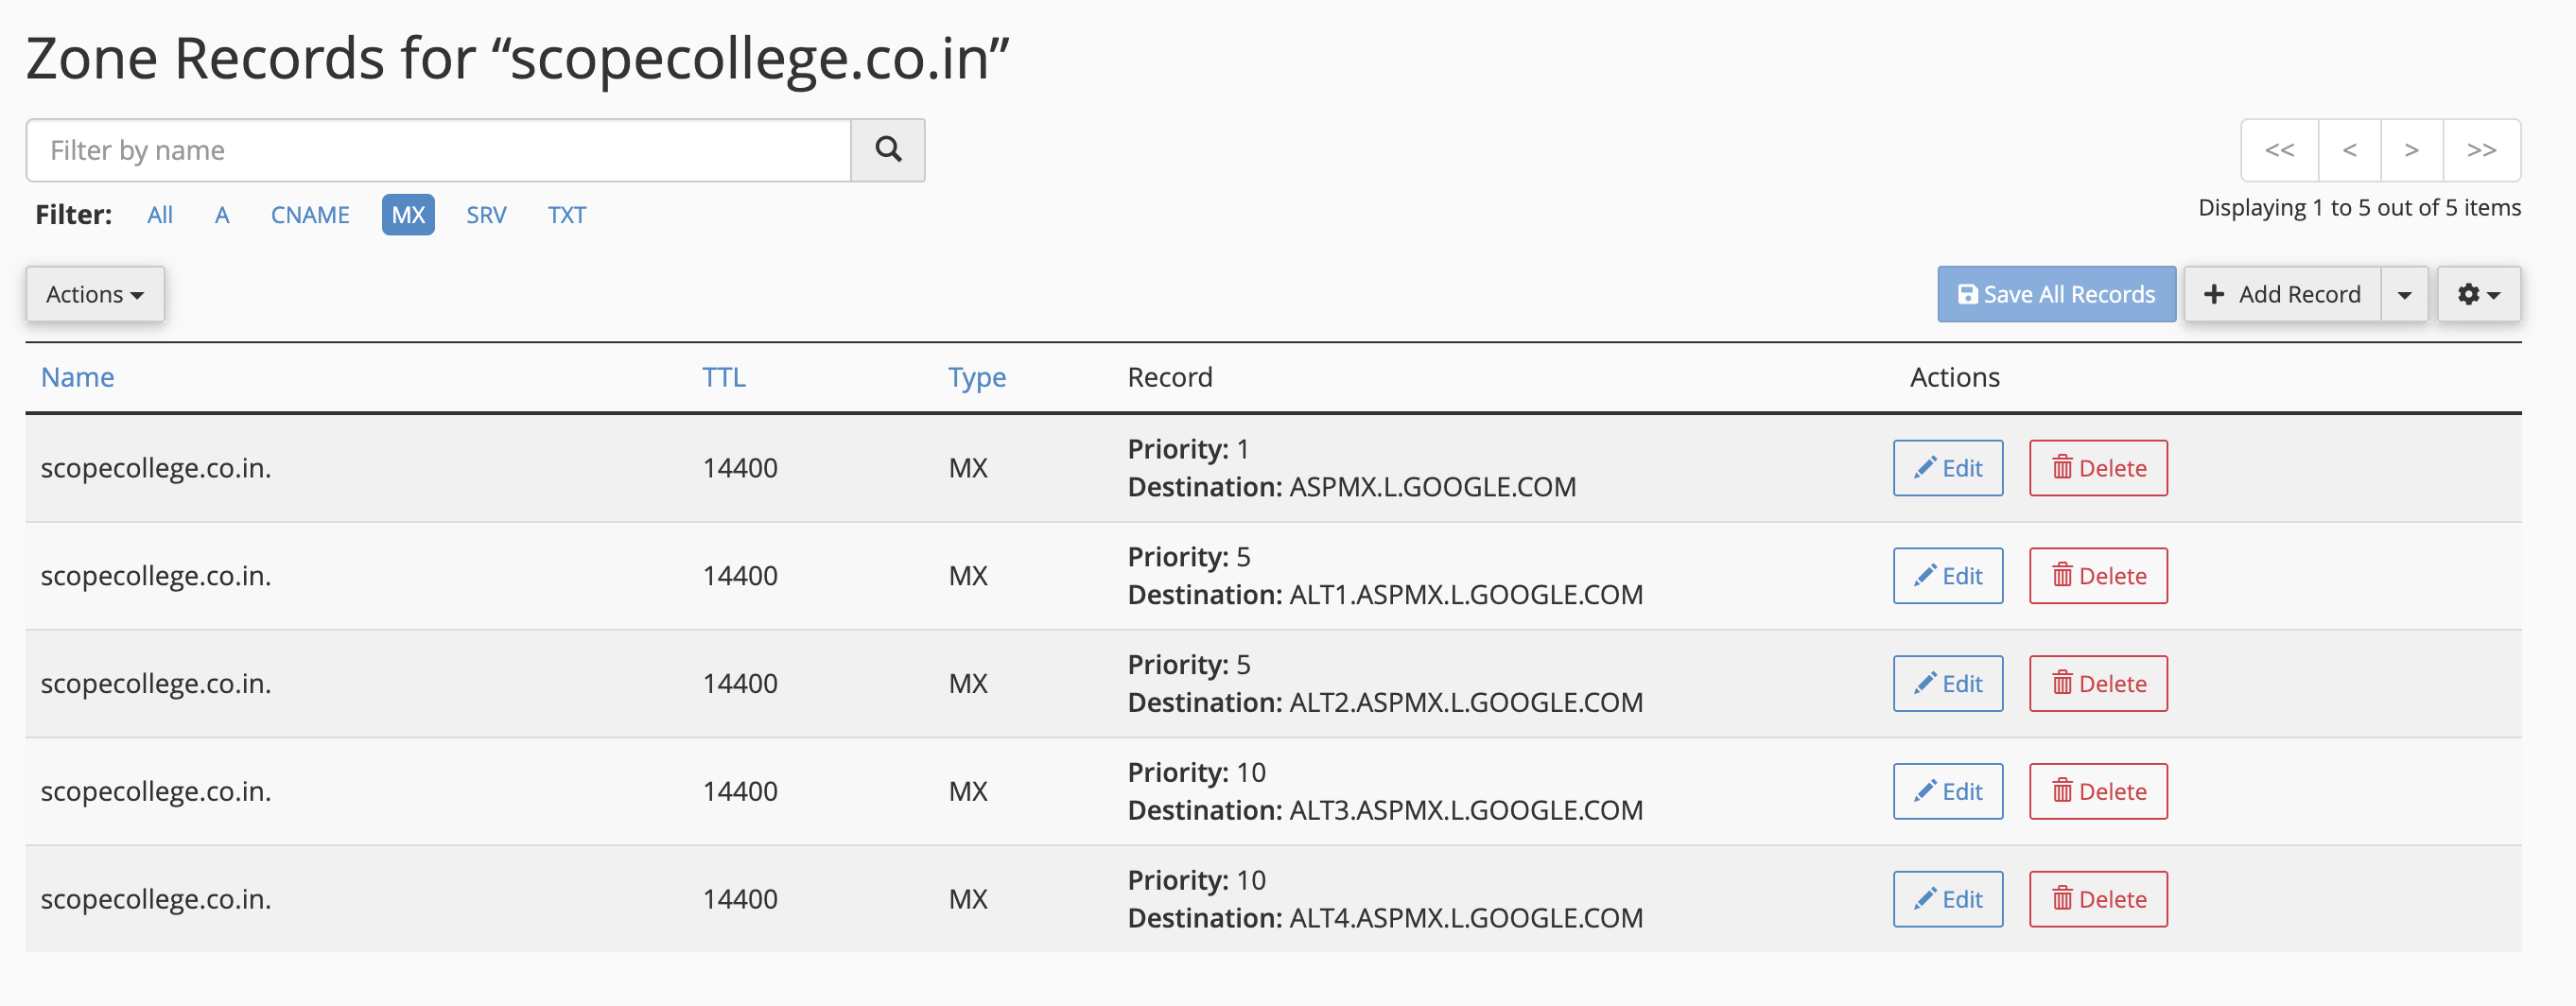 Zone Records for “scopecollege.co.in”
Filter by name
<< < > >>
Filter: All A CNAME MX SRV TXT
Displaying 1 to 5 out of 5 items
Actions
Save All Records
+ Add Record
Name TTL Type Record Actions
scopecollege.co.in. 14400 MX Priority: 1
Destination: ASPMX.L.GOOGLE.COM
Edit Delete
scopecollege.co.in. 14400 MX Priority: 5
Destination: ALT1.ASPMX.L.GOOGLE.COM
Edit Delete
scopecollege.co.in. 14400 MX Priority: 5
Destination: ALT2.ASPMX.L.GOOGLE.COM
Edit Delete
scopecollege.co.in. 14400 MX Priority: 10
Destination: ALT3.ASPMX.L.GOOGLE.COM
Edit Delete
scopecollege.co.in. 14400 MX Priority: 10
Destination: ALT4.ASPMX.L.GOOGLE.COM
Edit Delete